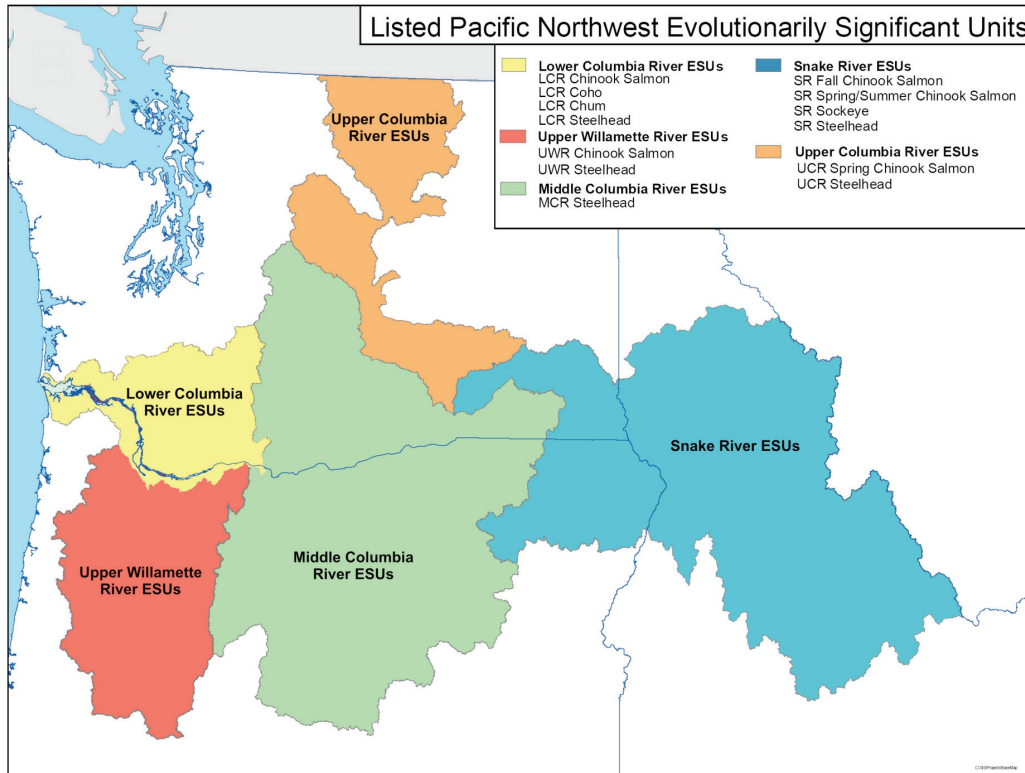 Listed Pacific Northwest Evolutionarily Significant Units
Lower Columbia River ESUs
LCR Chinook Salmon
LCR Coho
LCR Chum
LCR Steelhead
Upper Willamette River ESUs
UWR Chinook Salmon
UWR Steelhead
Middle Columbia River ESUs
MCR Steelhead
Snake River ESUs
SR Fall Chinook Salmon
SR Spring/Summer Chinook Salmon
SR Sockeye
SR Steelhead
Upper Columbia River ESUs
UCR Spring Chinook Salmon
UCR Steelhead
Upper Columbia
River ESUs
Lower Columbia
River ESUs
Snake River ESUs
Middle Columbia
River ESUs
Upper Willamette
River ESUs